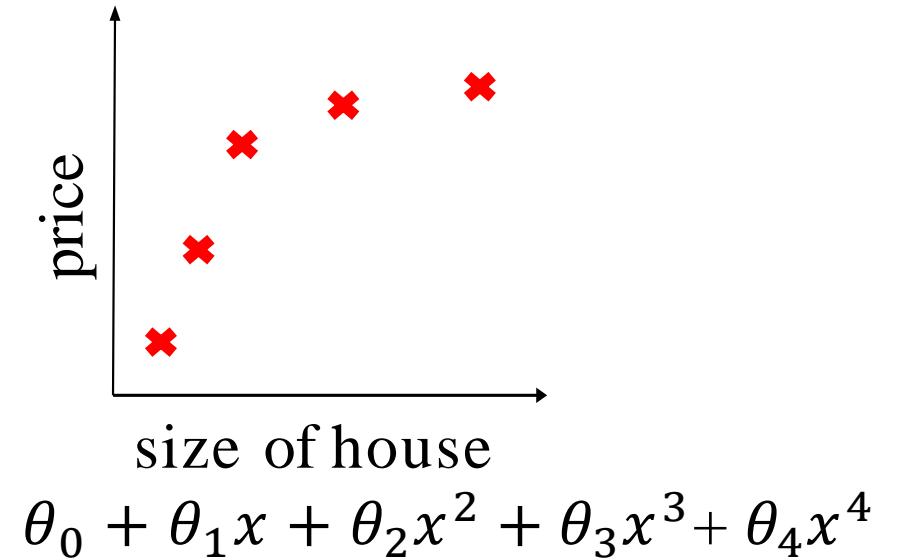 price
size of house
θ₀ + θ₁x + θ₂x² + θ₃x³ + θ₄x⁴